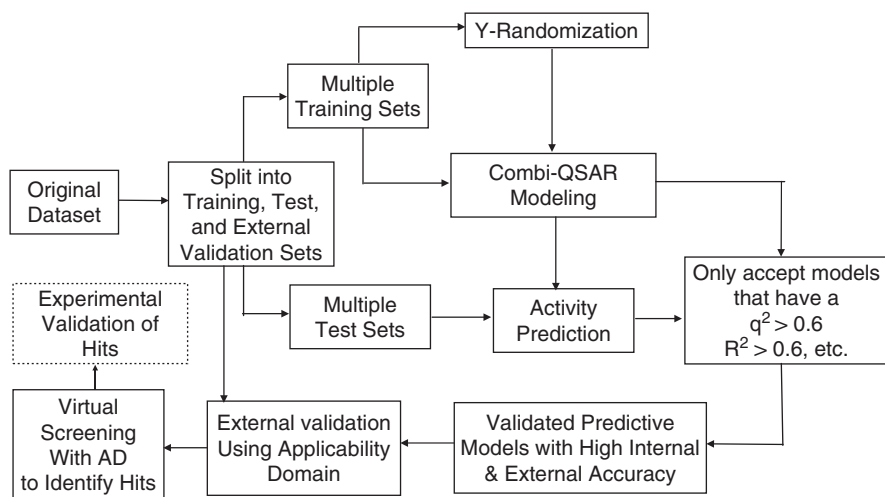 Y-Randomization
Multiple
Training Sets
Original
Dataset
Split into
Training, Test,
and External
Validation Sets
Combi-QSAR
Modeling
Experimental
Validation of
Hits
Multiple
Test Sets
Activity
Prediction
Only accept models
that have a
q² > 0.6
R² > 0.6, etc.
Virtual
Screening
With AD
to Identify Hits
External validation
Using Applicability
Domain
Validated Predictive
Models with High Internal
& External Accuracy